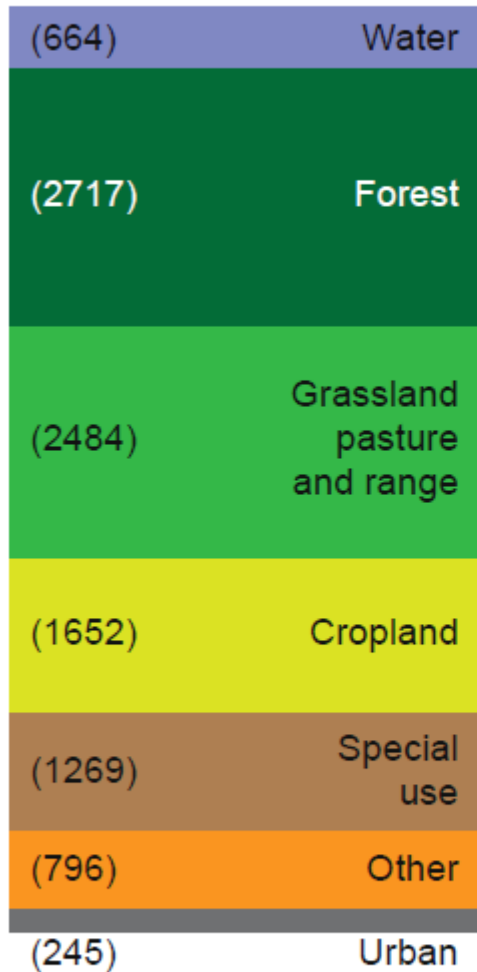 (664) Water
(2717) Forest
Grassland
(2484) pasture
and range
(1652) Cropland
Special
(1269)
use
(796) Other
(245) Urban